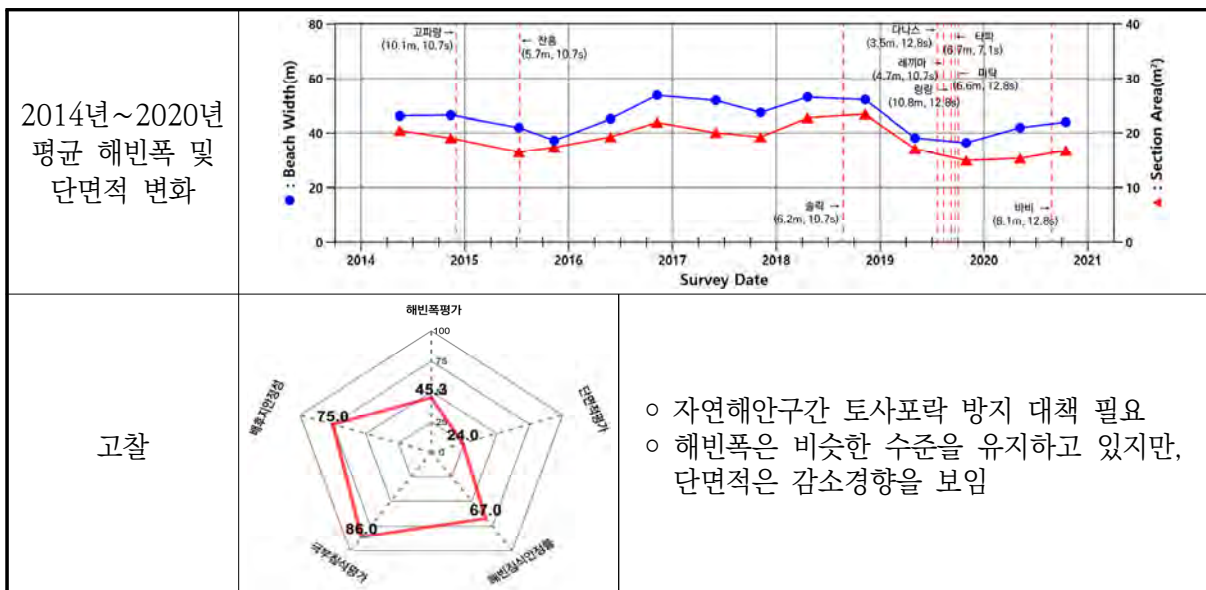 2014년~2020년
평균 해빈폭 및
단면적 변화
● : Beach Width(m)
80
60
40
20
0
고파랑 →
(10.1m, 10.7s)
← 찬홈
(5.7m, 10.7s)
솔릭 →
(6.2m, 10.7s)
다나스 →
(3.5m, 12.8s)
← 타파
(6.7m, 7.1s)
레끼마 →
(4.7m, 10.7s)
← 미탁
(6.6m, 12.8s)
링링 →
(10.8m, 12.8s)
바비 →
(6.1m, 12.8s)
40
30
20
10
0
▲ : Section Area(m²)
2014 2015 2016 2017 2018 2019 2020 2021
Survey Date
고찰
해빈폭평가
단면적평가
해빈침식안정률
국부침식평가
배후지안정성
100
75
25
0
45.3
24.0
67.0
86.0
75.0
○ 자연해안구간 토사포락 방지 대책 필요
○ 해빈폭은 비슷한 수준을 유지하고 있지만,
단면적은 감소경향을 보임